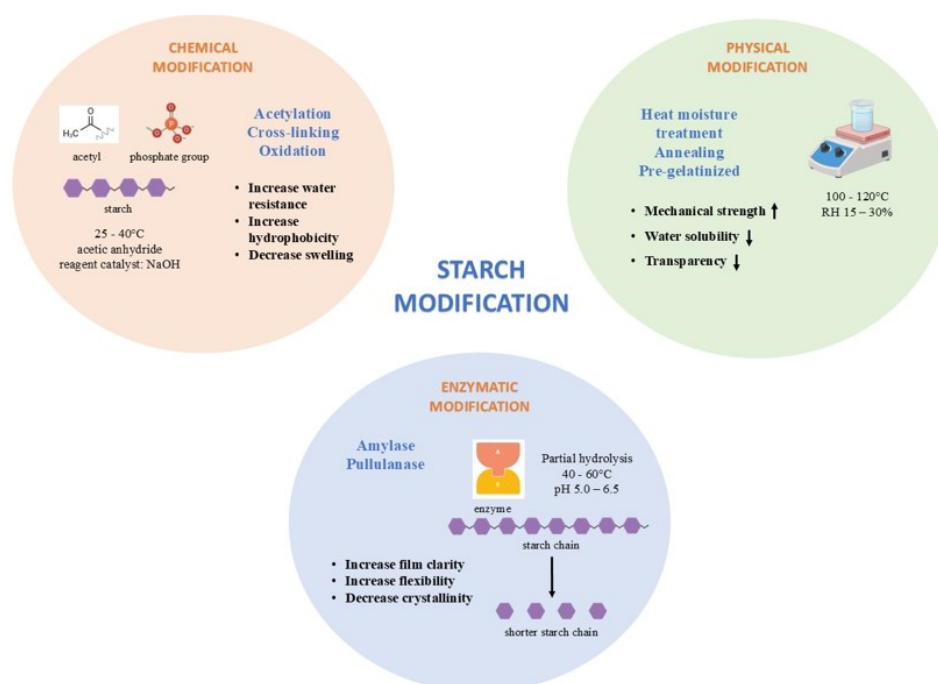 CHEMICAL
MODIFICATION
H₃C
O
acetyl
O
P
O
O⁻
O⁻
phosphate group
starch
25 - 40°C
acetic anhydride
reagent catalyst: NaOH
Acetylation
Cross-linking
Oxidation
• Increase water
resistance
• Increase
hydrophobicity
• Decrease swelling
PHYSICAL
MODIFICATION
Heat moisture
treatment
Annealing
Pre-gelatinized
• Mechanical strength ↑
• Water solubility ↓
• Transparency ↓
100 - 120°C
RH 15 – 30%
STARCH
MODIFICATION
ENZYMATIC
MODIFICATION
Amylase
Pullulanase
A
enzyme
Partial hydrolysis
40 - 60°C
pH 5.0 – 6.5
starch chain
• Increase film clarity
• Increase flexibility
• Decrease crystallinity
shorter starch chain